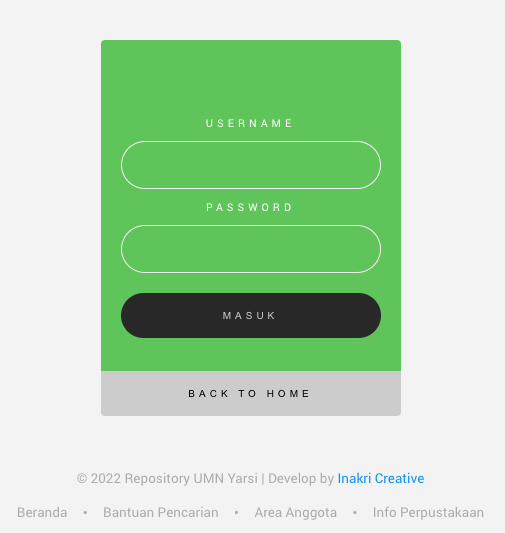 USERNAME
PASSWORD
MASUK
BACK TO HOME
© 2022 Repository UMN Yarsi | Develop by Inakri Creative
Beranda • Bantuan Pencarian • Area Anggota • Info Perpustakaan